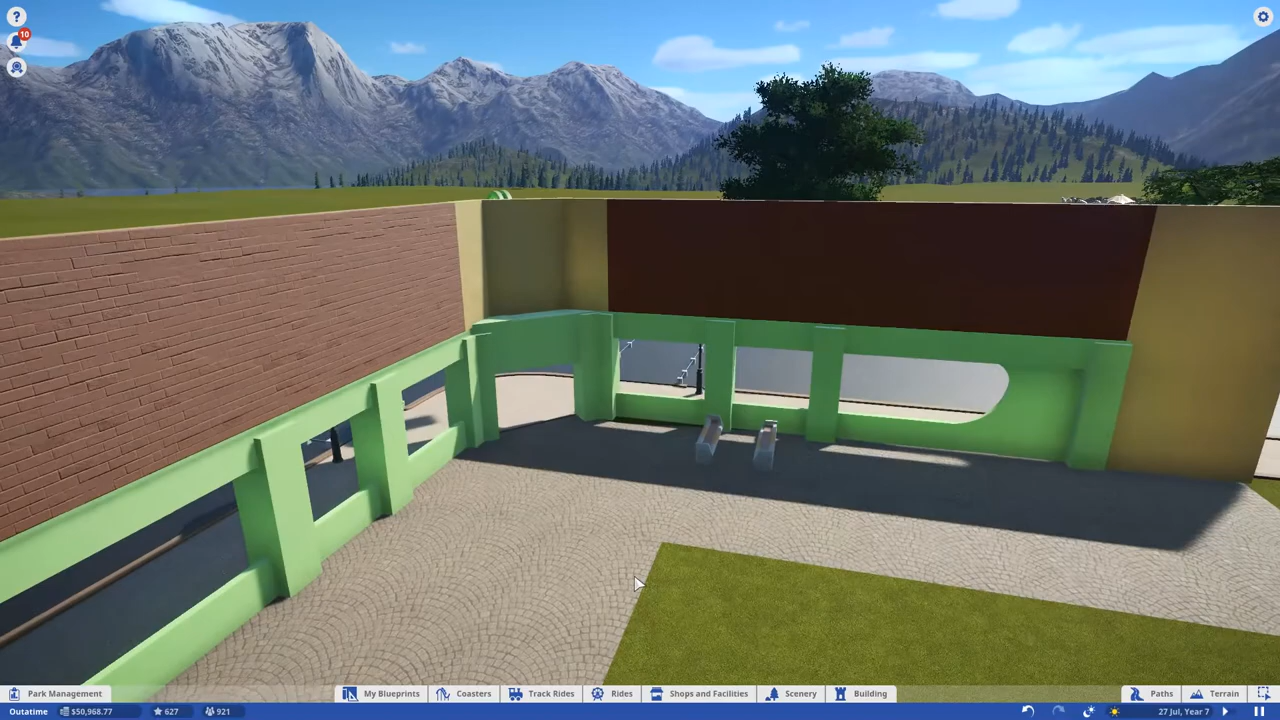 10
Park Management
My Blueprints
Coasters
Track Rides
Rides
Shops and Facilities
Scenery
Building
Paths
Terrain
Outatime
$50,968.77
627
921
27 Jul, Year 7